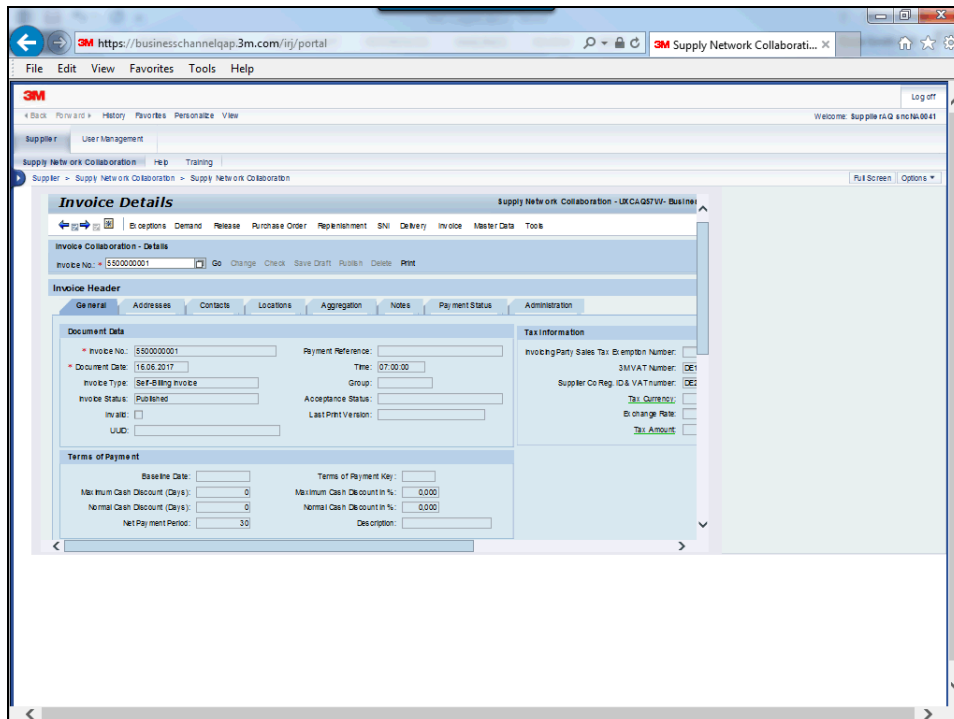 3M https://businesschannelqap.3m.com/irj/portal
3M Supply Network Collaborati...
File Edit View Favorites Tools Help
3M
Log off
Back Forward History Favorites Personalize View
Welcome: SupplierAQ sncNA0041
Supplier User Management
Supply Network Collaboration Help Training
Supplier > Supply Network Collaboration > Supply Network Collaboration
Full Screen Options
Invoice Details
Supply Network Collaboration - UXCAQ57W- Busines
Exceptions Demand Release Purchase Order Replenishment SNI Delivery Invoice Master Data Tools
Invoice Collaboration - Details
Invoice No.: * 5500000001 Go Change Check Save Draft Publish Delete Print
Invoice Header
General Addresses Contacts Locations Aggregation Notes Payment Status Administration
Document Data
Tax Information
* Invoice No.: 5500000001 Payment Reference: Invoicing Party Sales Tax Exemption Number:
* Document Date: 16.06.2017 Time: 07:00:00 3M VAT Number: DE1
Invoice Type: Self-Billing Invoice Group: Supplier Co Reg. ID & VAT number: DE2
Invoice Status: Published Acceptance Status: Tax Currency:
Invalid: Last Print Version: Exchange Rate:
UUID: Tax Amount:
Terms of Payment
Baseline Date: Terms of Payment Key:
Maximum Cash Discount (Days): 0 Maximum Cash Discount in %: 0,000
Normal Cash Discount (Days): 0 Normal Cash Discount in %: 0,000
Net Payment Period: 30 Description: